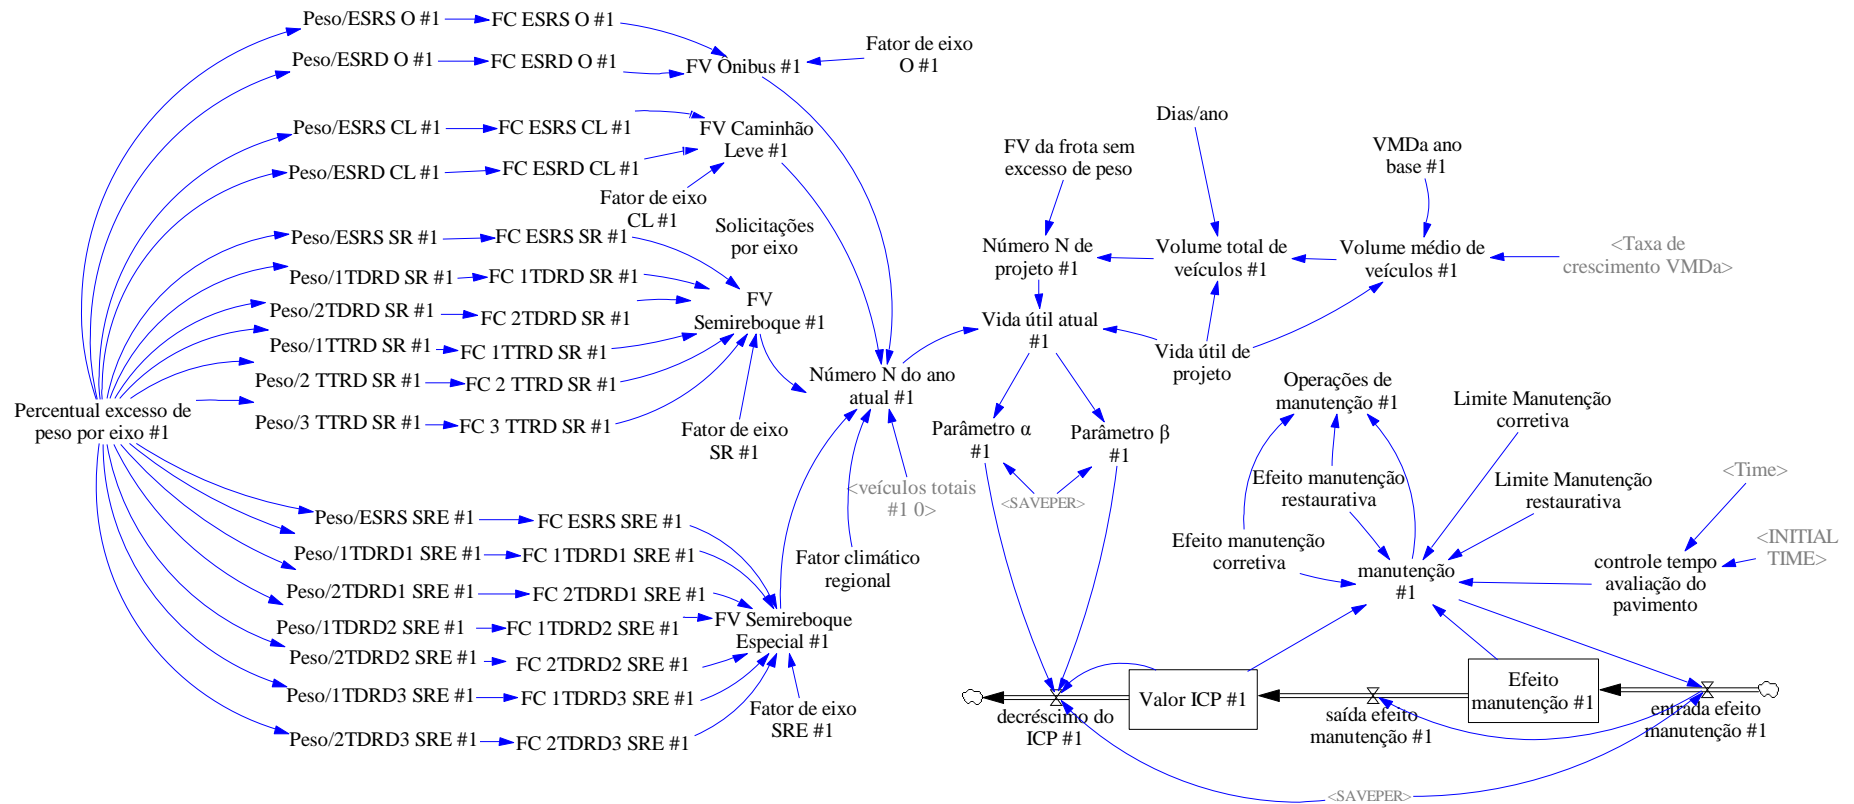 Peso/ESRS O #1
FC ESRS O #1
Peso/ESRD O #1
FC ESRD O #1
FV Ônibus #1
Fator de eixo
O #1
Peso/ESRS CL #1
FC ESRS CL #1
Peso/ESRD CL #1
FC ESRD CL #1
FV Caminhão
Leve #1
Fator de eixo
CL #1
Solicitações
por eixo
Peso/ESRS SR #1
FC ESRS SR #1
Peso/1TDRD SR #1
FC 1TDRD SR #1
Peso/2TDRD SR #1
FC 2TDRD SR #1
Peso/1TTRD SR #1
FC 1TTRD SR #1
Peso/2 TTRD SR #1
FC 2 TTRD SR #1
Peso/3 TTRD SR #1
FC 3 TTRD SR #1
FV
Semireboque #1
Fator de eixo
SR #1
Percentual excesso de
peso por eixo #1
Peso/ESRS SRE #1
FC ESRS SRE #1
Peso/1TDRD1 SRE #1
FC 1TDRD1 SRE #1
Peso/2TDRD1 SRE #1
FC 2TDRD1 SRE #1
Peso/1TDRD2 SRE #1
FC 1TDRD2 SRE #1
Peso/2TDRD2 SRE #1
FC 2TDRD2 SRE #1
Peso/1TDRD3 SRE #1
FC 1TDRD3 SRE #1
Peso/2TDRD3 SRE #1
FC 2TDRD3 SRE #1
FV Semireboque
Especial #1
Fator de eixo
SRE #1
Número N do ano
atual #1
<veículos totais
#1 0>
Fator climático
regional
Dias/ano
FV da frota sem
excesso de peso
VMDa ano
base #1
Número N de
projeto #1
Volume total de
veículos #1
Volume médio de
veículos #1
<Taxa de
crescimento VMDa>
Vida útil atual
#1
Vida útil de
projeto
Parâmetro α
#1
Parâmetro β
#1
<SAVEPER>
Operações de
manutenção #1
Limite Manutenção
corretiva
Efeito manutenção
restaurativa
Limite Manutenção
restaurativa
<Time>
Efeito manutenção
corretiva
manutenção
#1
controle tempo
avaliação do
pavimento
<INITIAL
TIME>
decréscimo do
ICP #1
Valor ICP #1
saída efeito
manutenção #1
Efeito
manutenção #1
entrada efeito
manutenção #1
<SAVEPER>